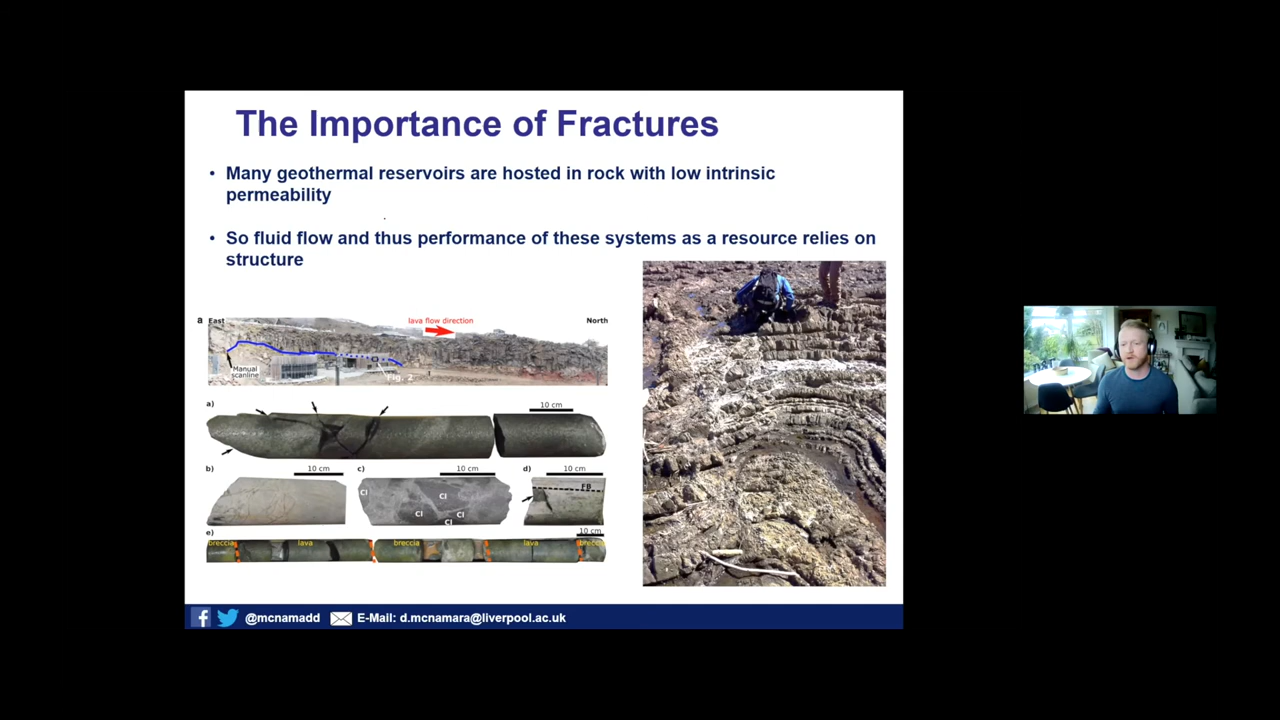 The Importance of Fractures
• Many geothermal reservoirs are hosted in rock with low intrinsic
permeability
• So fluid flow and thus performance of these systems as a resource relies on
structure
a East
lava flow direction
North
Manual
scanline
Fig. 2
a)
10 cm
b)
10 cm
c)
10 cm
d)
10 cm
Cl
Cl
Cl
Cl
Cl
FB
e)
10 cm
breccia
lava
breccia
lava
breccia
@mcnamadd
E-Mail: d.mcnamara@liverpool.ac.uk